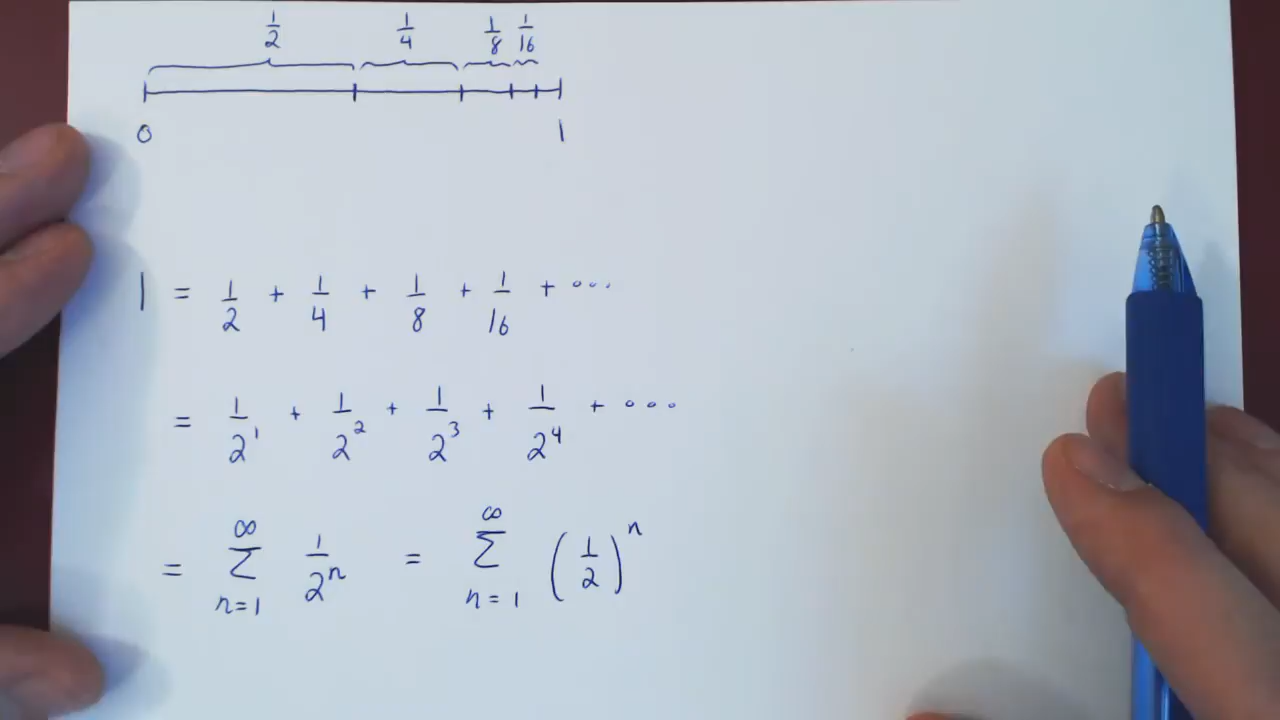 1/2 1/4 1/8 1/16
0 1
1 = 1/2 + 1/4 + 1/8 + 1/16 + ...
= 1/2^1 + 1/2^2 + 1/2^3 + 1/2^4 + ...
= ∑_{n=1}^{∞} 1/2^n = ∑_{n=1}^{∞} (1/2)^n